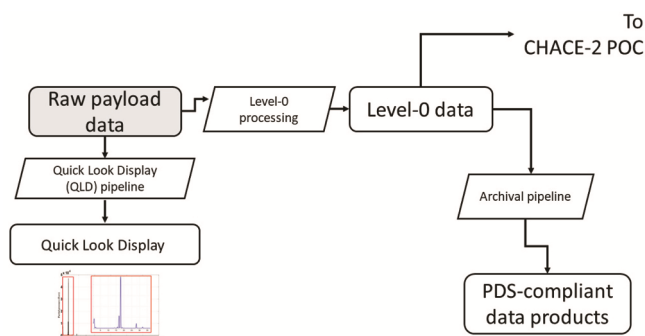 To
CHACE-2 POC
Raw payload
data
Level-0
processing
Level-0 data
Quick Look Display
(QLD) pipeline
Archival pipeline
Quick Look Display
PDS-compliant
data products